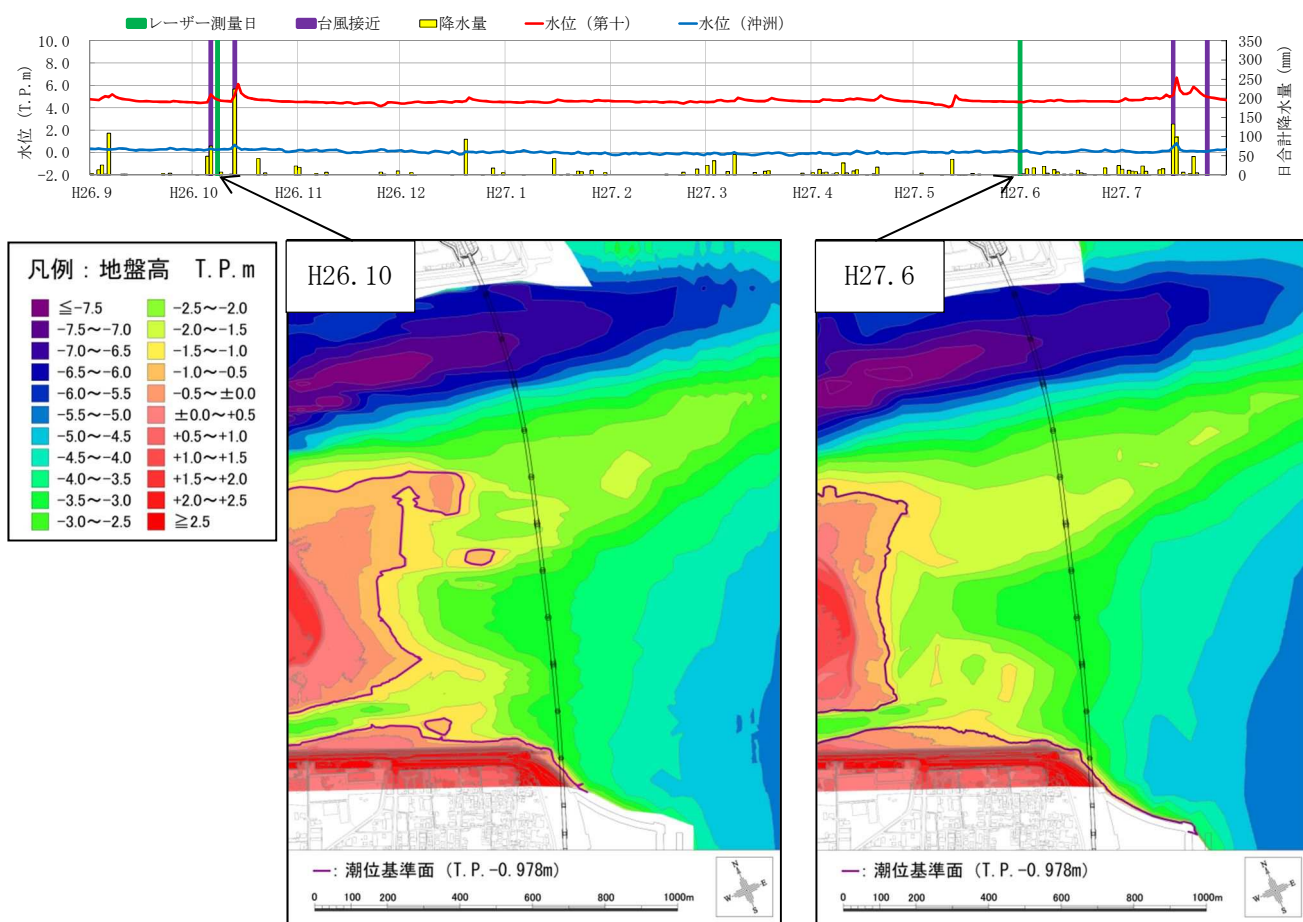 レーザー測量日 台風接近 降水量 水位（第十） 水位（沖洲）
水位（T.P.m）
10.0
8.0
6.0
4.0
2.0
0.0
-2.0
日合計降水量（mm）
350
300
250
200
150
100
50
0
H26.9 H26.10 H26.11 H26.12 H27.1 H27.2 H27.3 H27.4 H27.5 H27.6 H27.7
凡例：地盤高 T.P.m
≦-7.5 -2.5～-2.0
-7.5～-7.0 -2.0～-1.5
-7.0～-6.5 -1.5～-1.0
-6.5～-6.0 -1.0～-0.5
-6.0～-5.5 -0.5～±0.0
-5.5～-5.0 ±0.0～+0.5
-5.0～-4.5 +0.5～+1.0
-4.5～-4.0 +1.0～+1.5
-4.0～-3.5 +1.5～+2.0
-3.5～-3.0 +2.0～+2.5
-3.0～-2.5 ≧2.5
H26.10
―：潮位基準面（T.P.-0.978m）
0 100 200 400 600 800 1000m
N
E
S
W
H27.6
―：潮位基準面（T.P.-0.978m）
0 100 200 400 600 800 1000m
N
E
S
W